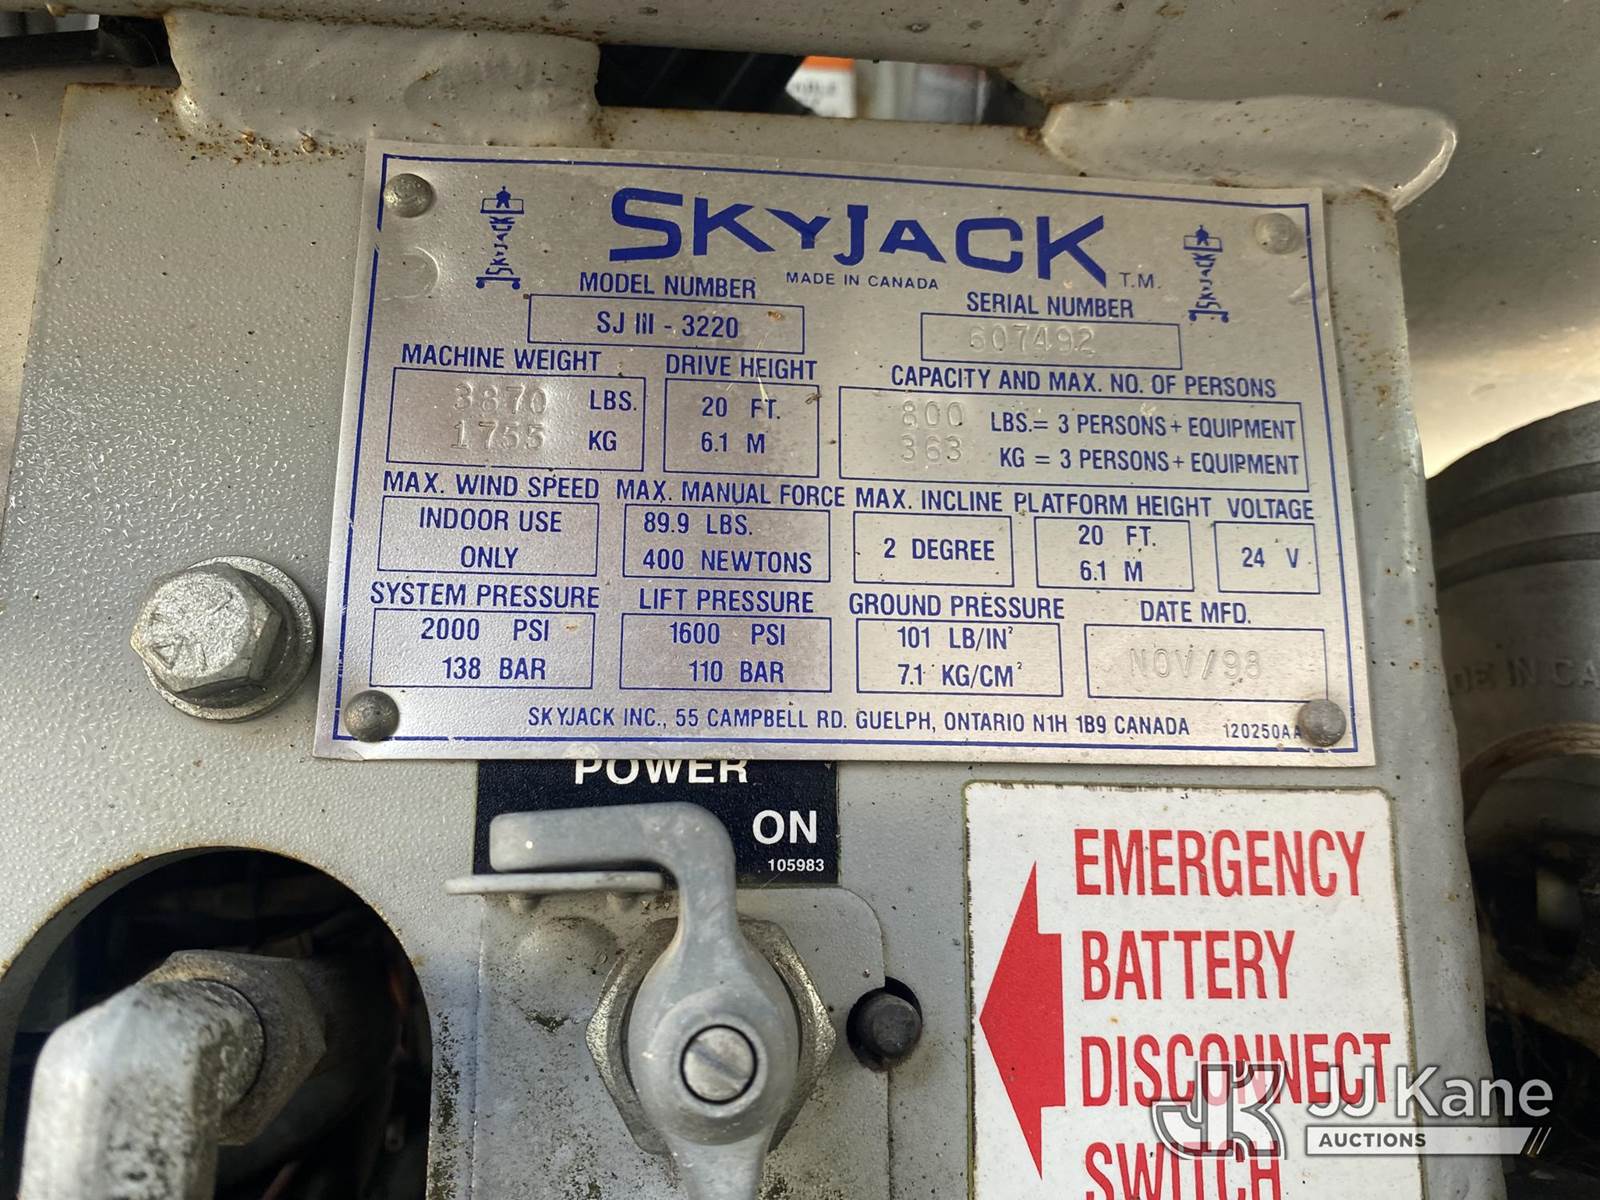 SKYJACK T.M.
MADE IN CANADA
MODEL NUMBER
SJ III - 3220
SERIAL NUMBER
607492
MACHINE WEIGHT
3870 LBS.
1755 KG
DRIVE HEIGHT
20 FT.
6.1 M
CAPACITY AND MAX. NO. OF PERSONS
800 LBS.= 3 PERSONS + EQUIPMENT
363 KG = 3 PERSONS + EQUIPMENT
MAX. WIND SPEED
INDOOR USE
ONLY
MAX. MANUAL FORCE
89.9 LBS.
400 NEWTONS
MAX. INCLINE
2 DEGREE
PLATFORM HEIGHT
20 FT.
6.1 M
VOLTAGE
24 V
SYSTEM PRESSURE
2000 PSI
138 BAR
LIFT PRESSURE
1600 PSI
110 BAR
GROUND PRESSURE
101 LB/IN²
7.1 KG/CM²
DATE MFD.
NOV/98
SKYJACK INC., 55 CAMPBELL RD. GUELPH, ONTARIO N1H 1B9 CANADA
120250AA
POWER
ON
105983
EMERGENCY
BATTERY
DISCONNECT
SWITCH
JJ Kane
AUCTIONS